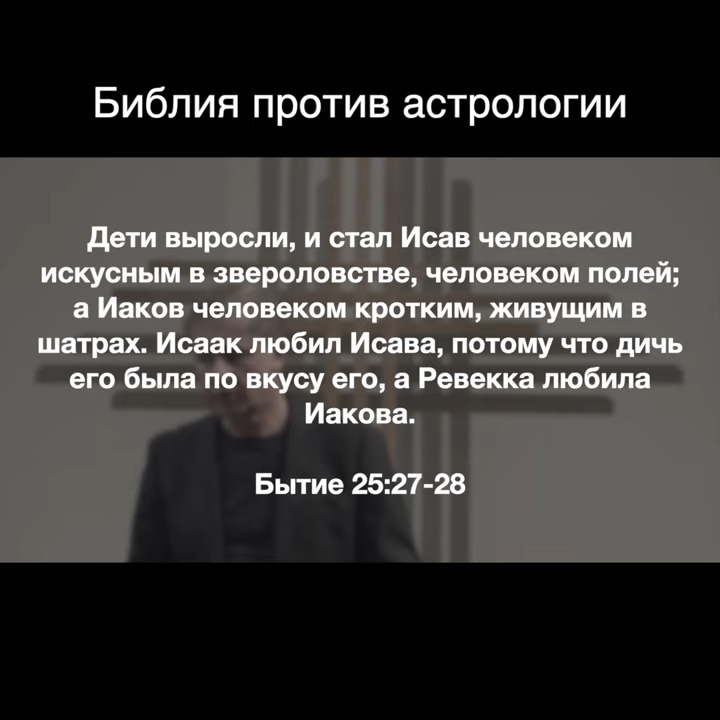 Библия против астрологии
Дети выросли, и стал Исав человеком
искусным в звероловстве, человеком полей;
а Иаков человеком кротким, живущим в
шатрах. Исаак любил Исава, потому что дичь
его была по вкусу его, а Ревекка любила
Иакова.
Бытие 25:27-28